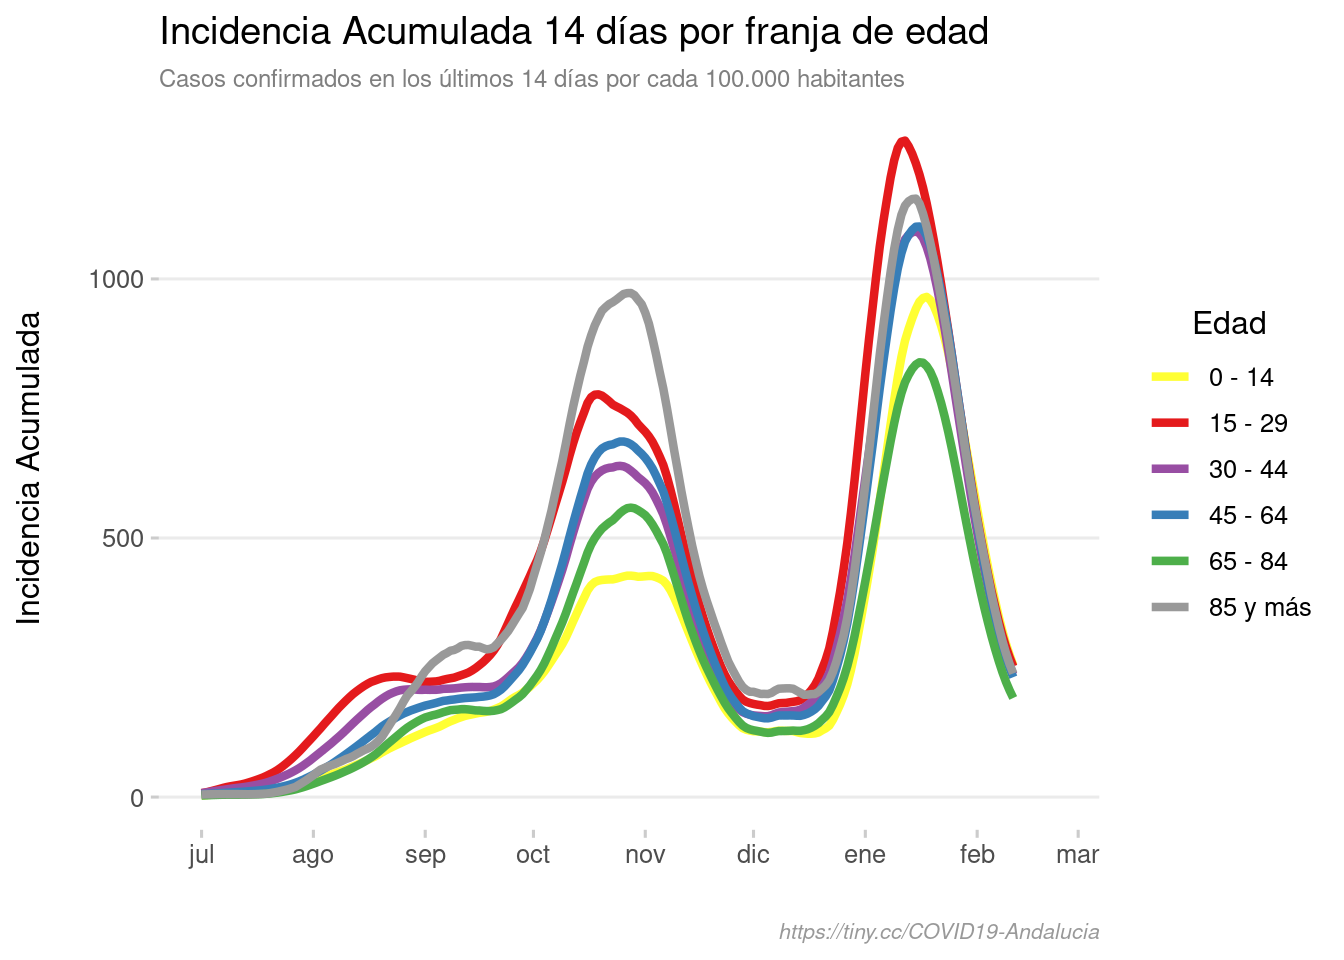 Incidencia Acumulada 14 días por franja de edad
Casos confirmados en los últimos 14 días por cada 100.000 habitantes
Incidencia Acumulada
1000
500
0
jul
ago
sep
oct
nov
dic
ene
feb
mar
Edad
0 - 14
15 - 29
30 - 44
45 - 64
65 - 84
85 y más
https://tiny.cc/COVID19-Andalucia